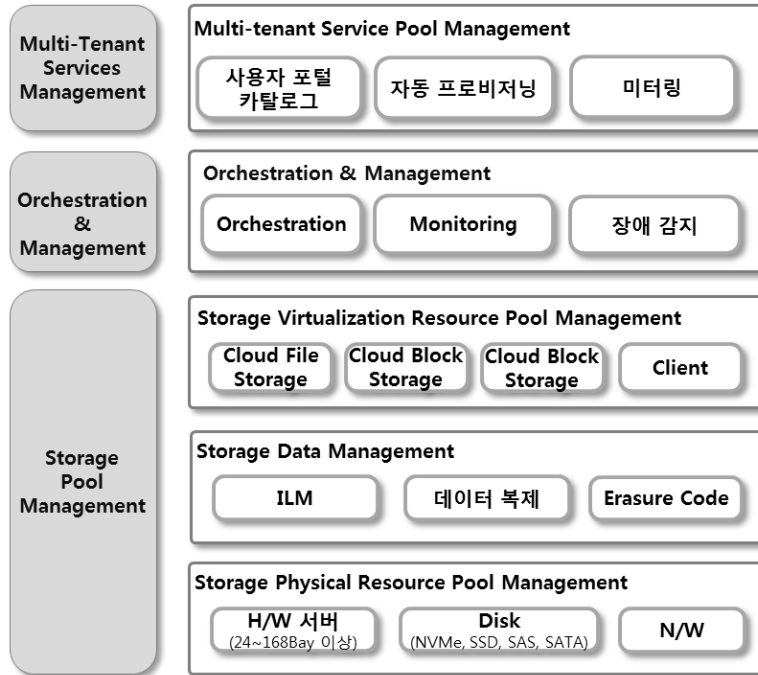 Multi-Tenant
Services
Management
Multi-tenant Service Pool Management
사용자 포털
카탈로그
자동 프로비저닝
미터링
Orchestration
&
Management
Orchestration & Management
Orchestration
Monitoring
장애 감지
Storage
Pool
Management
Storage Virtualization Resource Pool Management
Cloud File
Storage
Cloud Block
Storage
Cloud Block
Storage
Client
Storage Data Management
ILM
데이터 복제
Erasure Code
Storage Physical Resource Pool Management
H/W 서버
(24~168Bay 이상)
Disk
(NVMe, SSD, SAS, SATA)
N/W